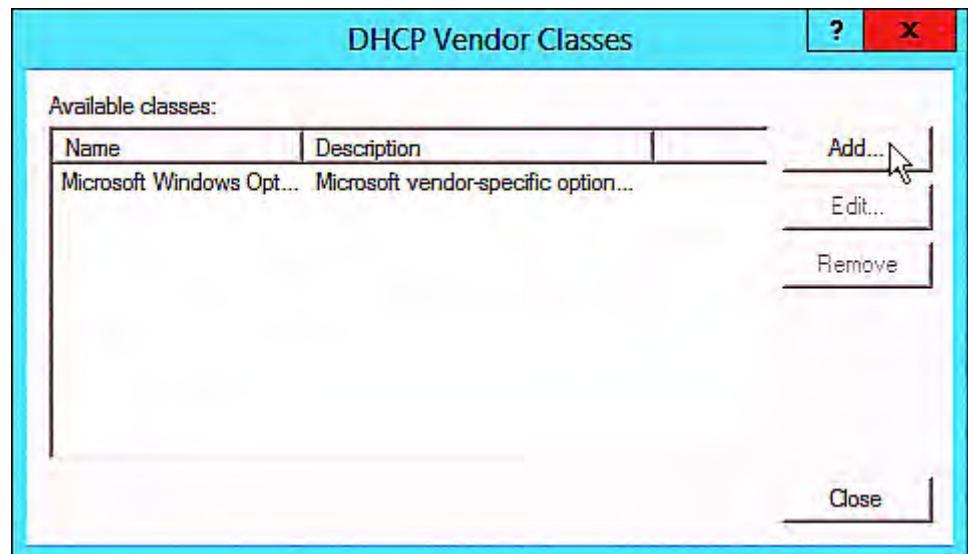 DHCP Vendor Classes
?
x
Available classes:
Name Description
Add...
Microsoft Windows Opt... Microsoft vendor-specific option...
Edit...
Remove
Close